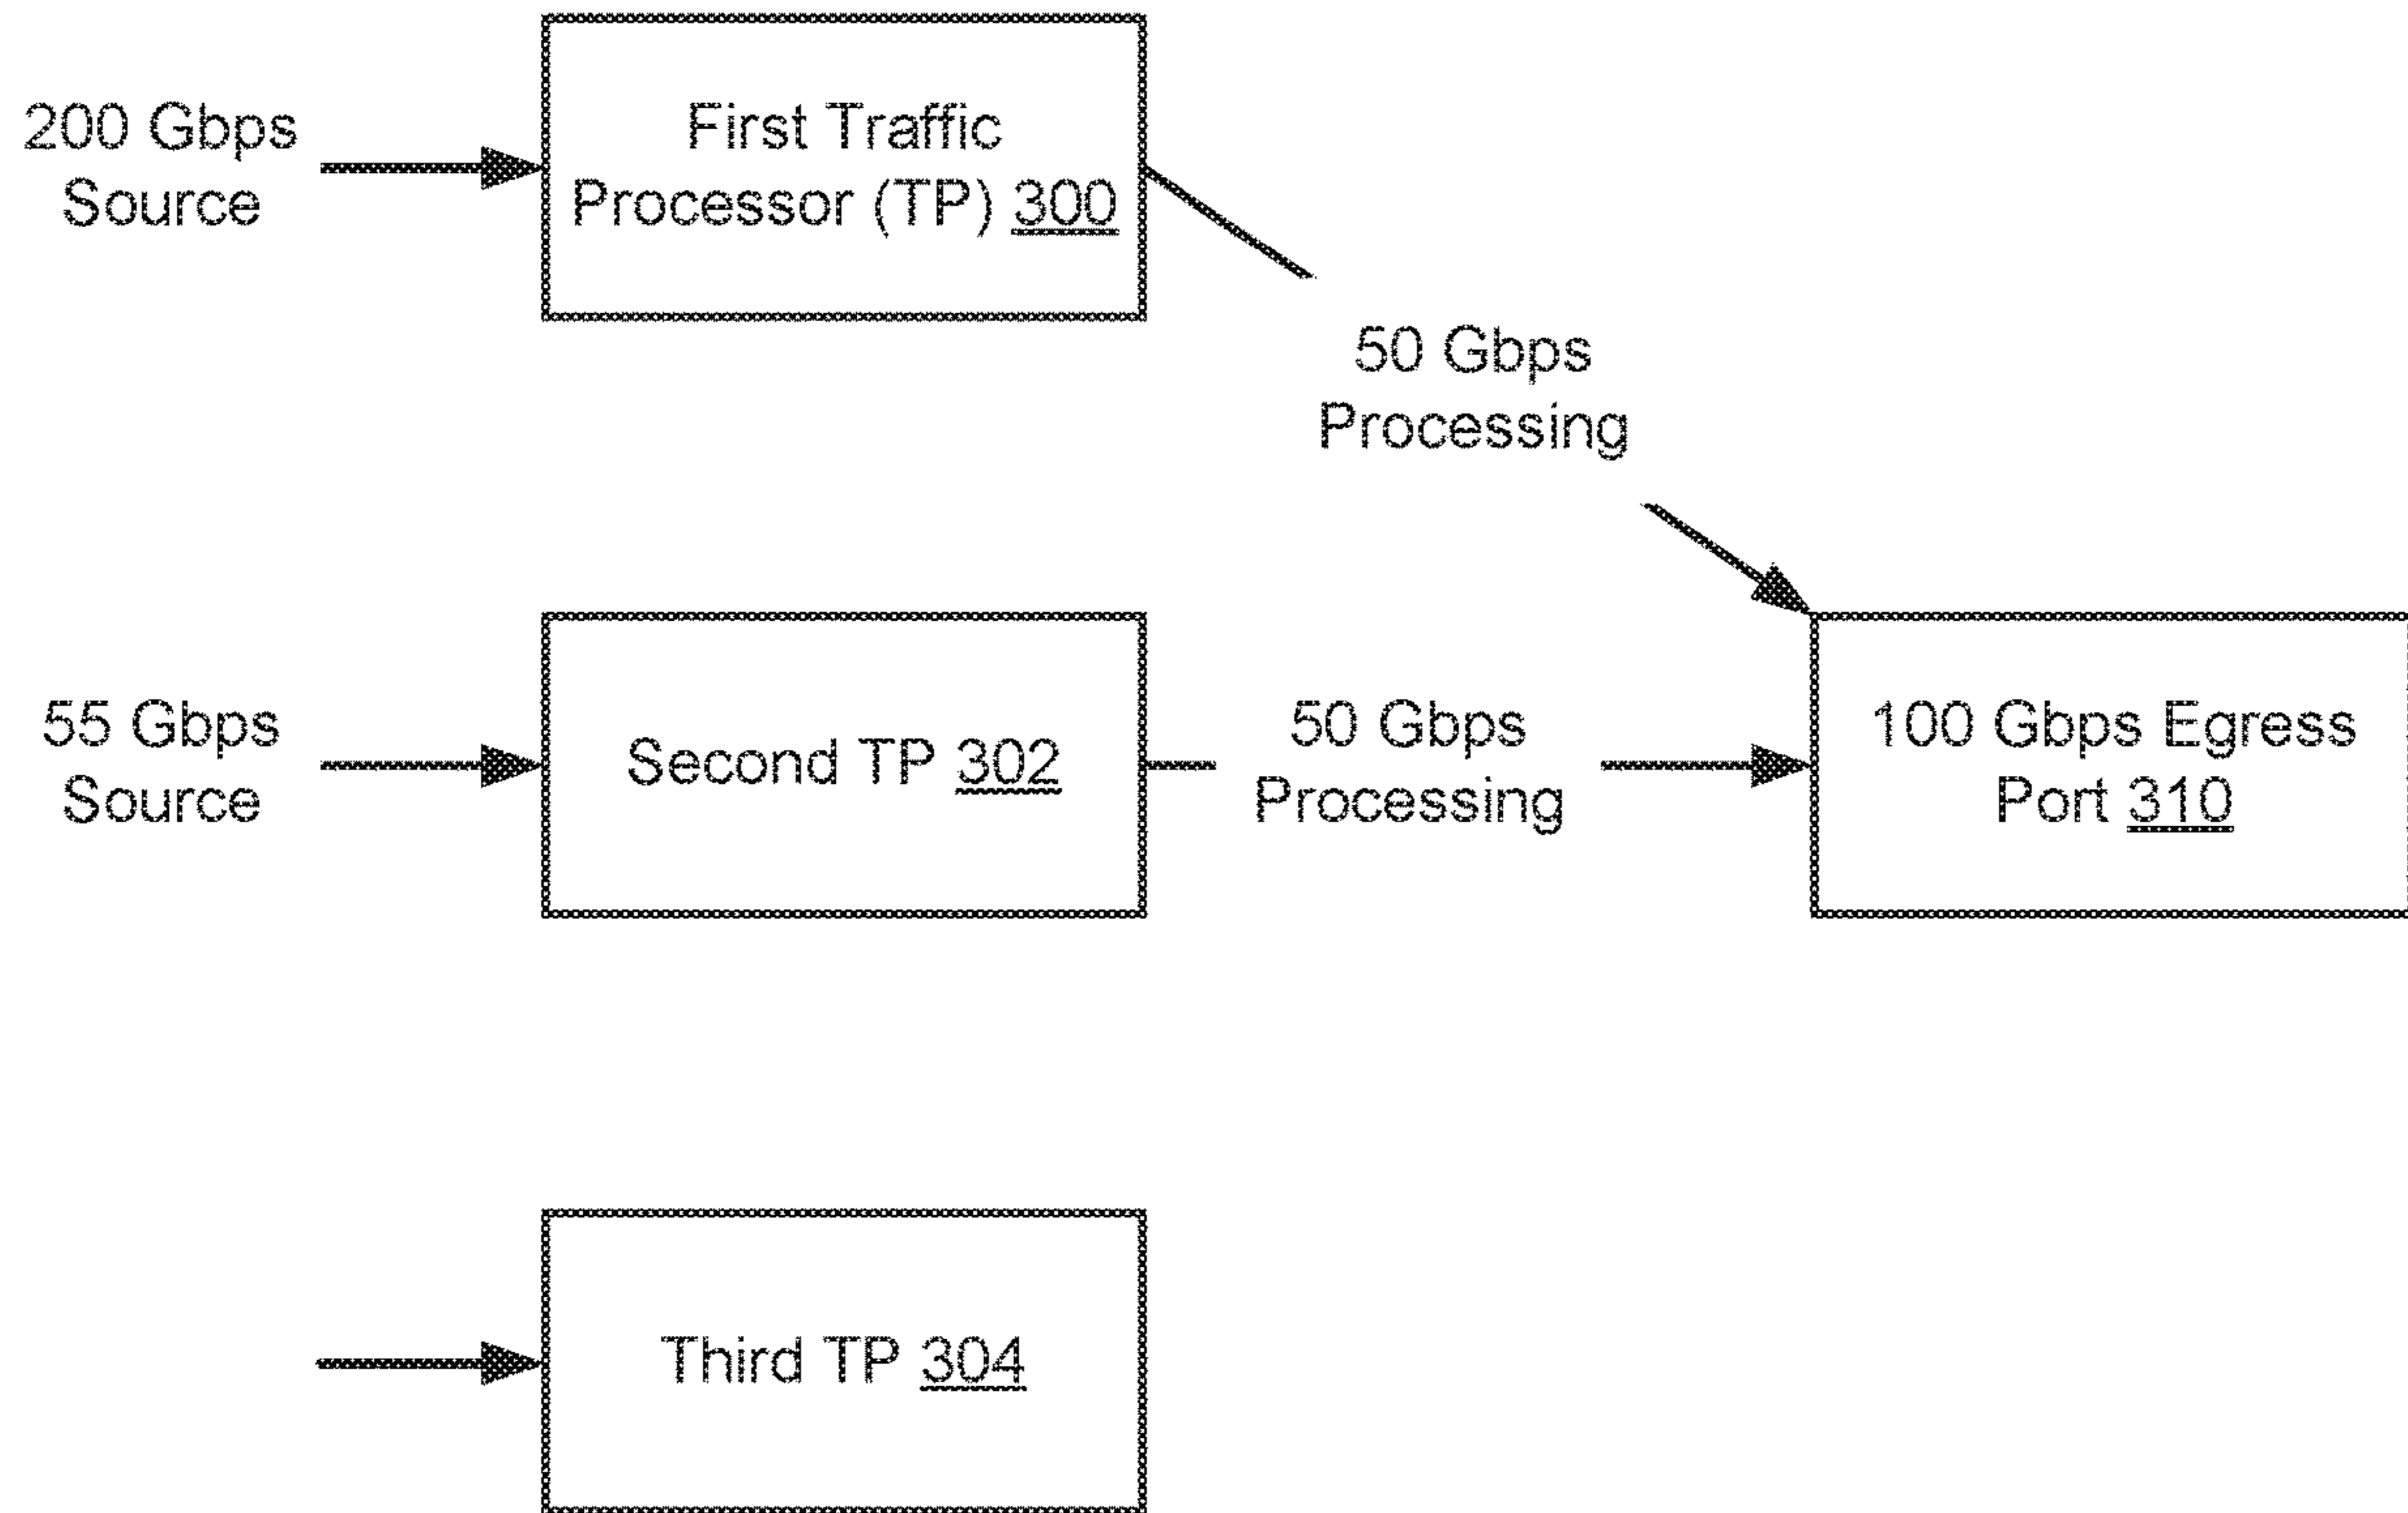 200 Gbps
Source
First Traffic
Processor (TP) 300
50 Gbps
Processing
55 Gbps
Source
Second TP 302
50 Gbps
Processing
100 Gbps Egress
Port 310
Third TP 304